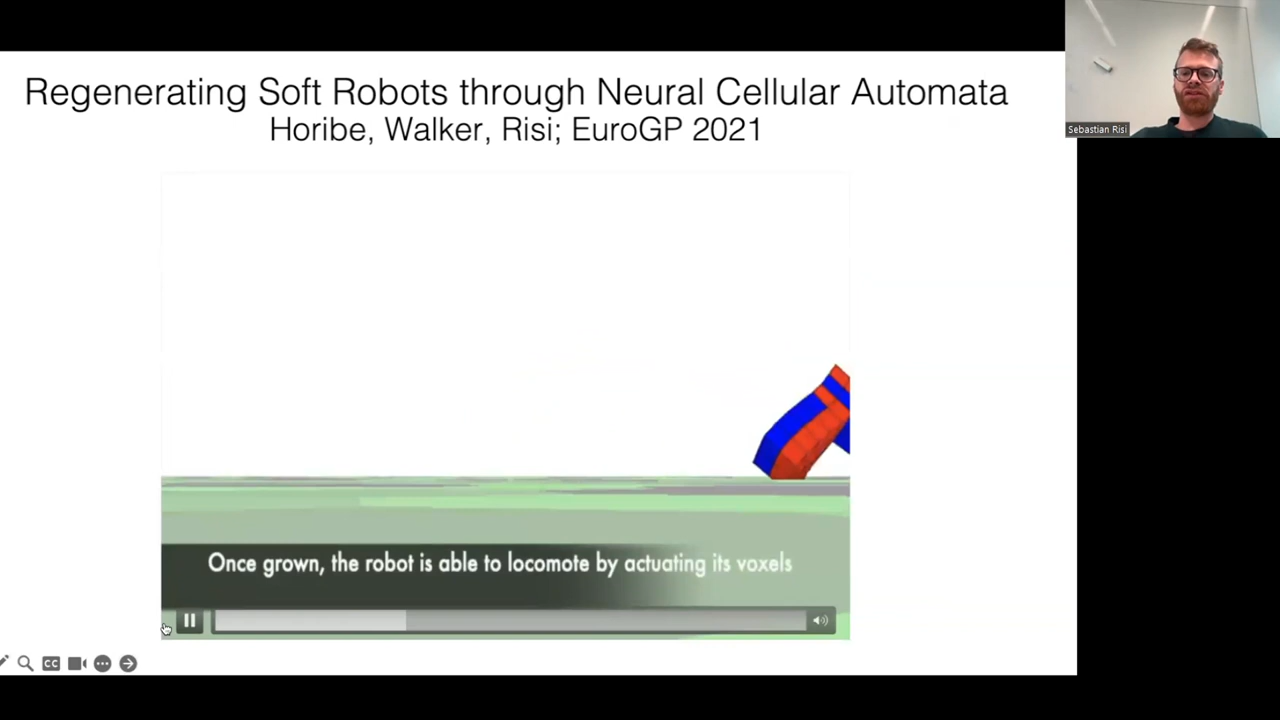 Regenerating Soft Robots through Neural Cellular Automata
Horibe, Walker, Risi; EuroGP 2021
Sebastian Risi
Once grown, the robot is able to locomote by actuating its voxels
CC